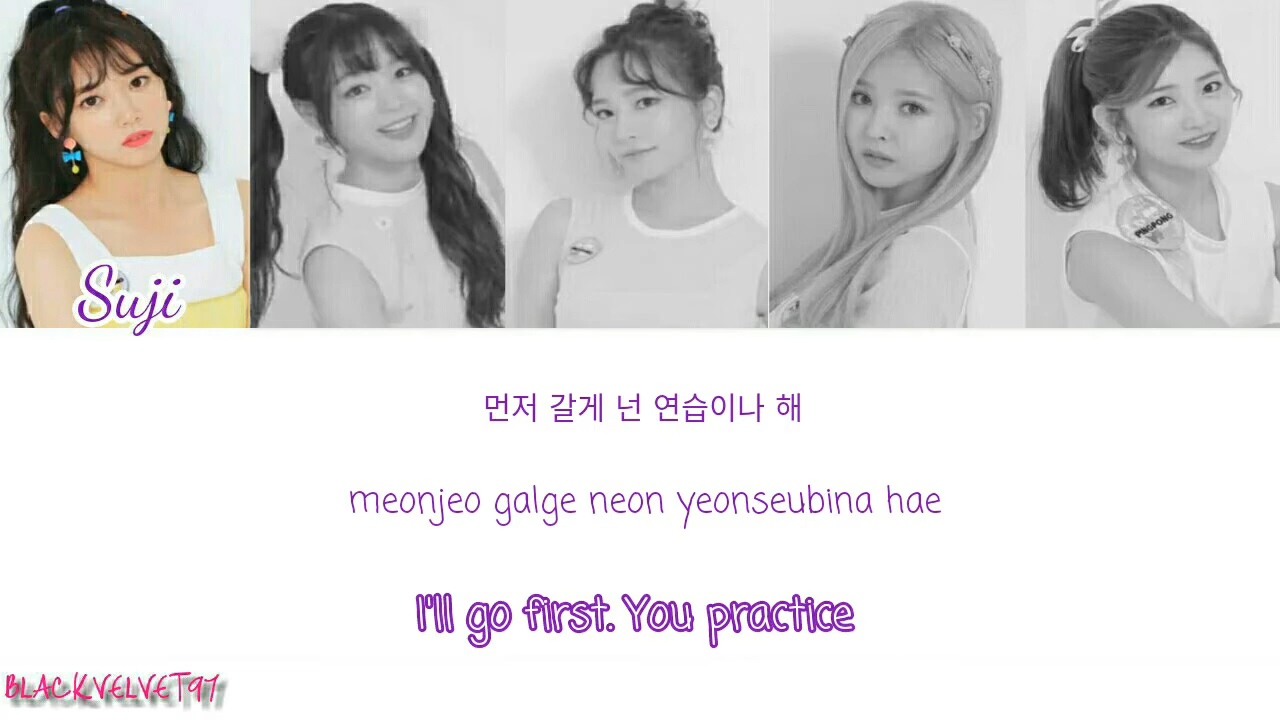 PINGPONG
Suji
먼저 갈게 넌 연습이나 해
meonjeo galge neon yeonseubina hae
I'll go first. You practice
BLACKVELVET97